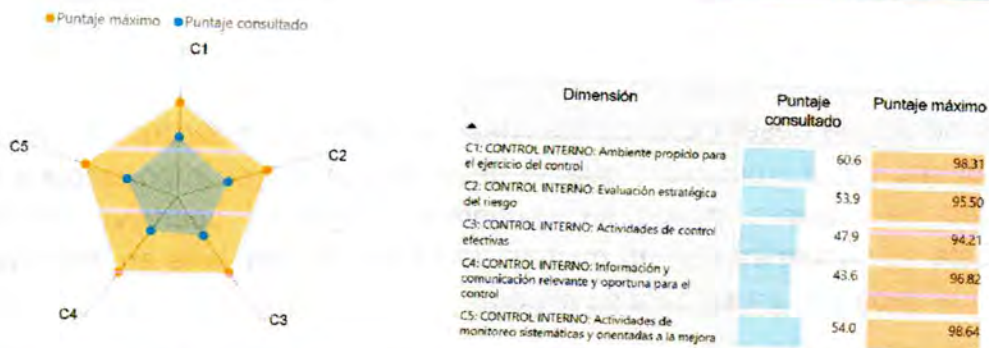 Puntaje máximo Puntaje consultado
C1
C5
C2
C4
C3
Dimensión Puntaje consultado Puntaje máximo
C1: CONTROL INTERNO: Ambiente propicio para
el ejercicio del control 60.6 98.31
C2: CONTROL INTERNO: Evaluación estratégica
del riesgo 53.9 95.50
C3: CONTROL INTERNO: Actividades de control
efectivas 47.9 94.21
C4: CONTROL INTERNO: Información y
comunicación relevante y oportuna para el
control 43.6 96.82
C5: CONTROL INTERNO: Actividades de
monitoreo sistemáticas y orientadas a la mejora 54.0 98.64